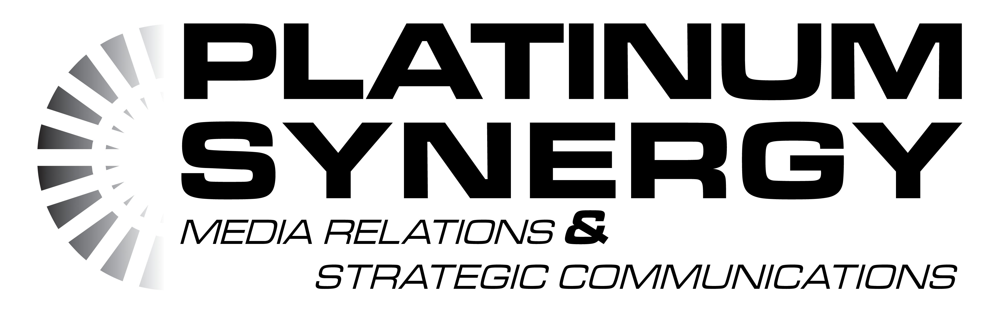 PLATINUM
SYNERGY
MEDIA RELATIONS &
STRATEGIC COMMUNICATIONS